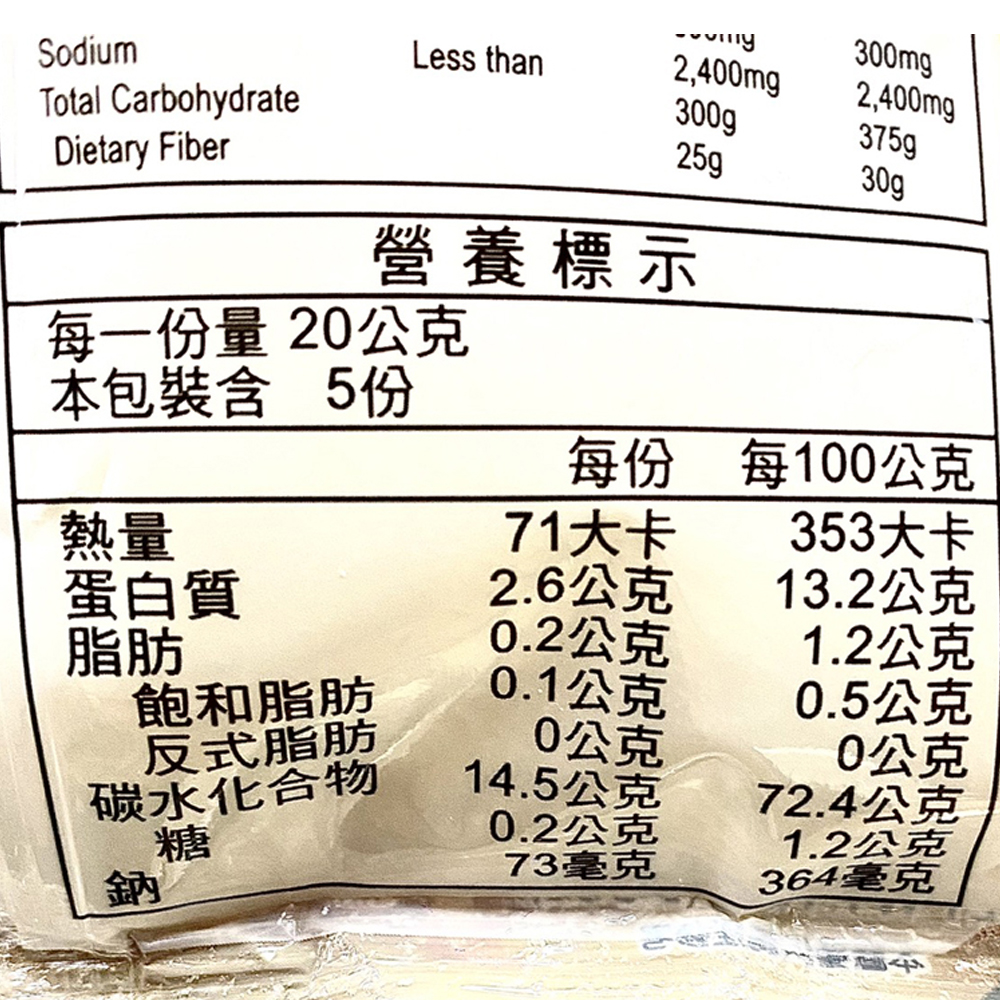 300mg
Sodium Less than 2,400mg 2,400mg
Total Carbohydrate 300g 375g
Dietary Fiber 25g 30g
營養標示
每一份量 20公克
本包裝含 5份
每份 每100公克
熱量 71大卡 353大卡
蛋白質 2.6公克 13.2公克
脂肪 0.2公克 1.2公克
飽和脂肪 0.1公克 0.5公克
反式脂肪 0公克 0公克
碳水化合物 14.5公克 72.4公克
糖 0.2公克 1.2公克
鈉 73毫克 364毫克